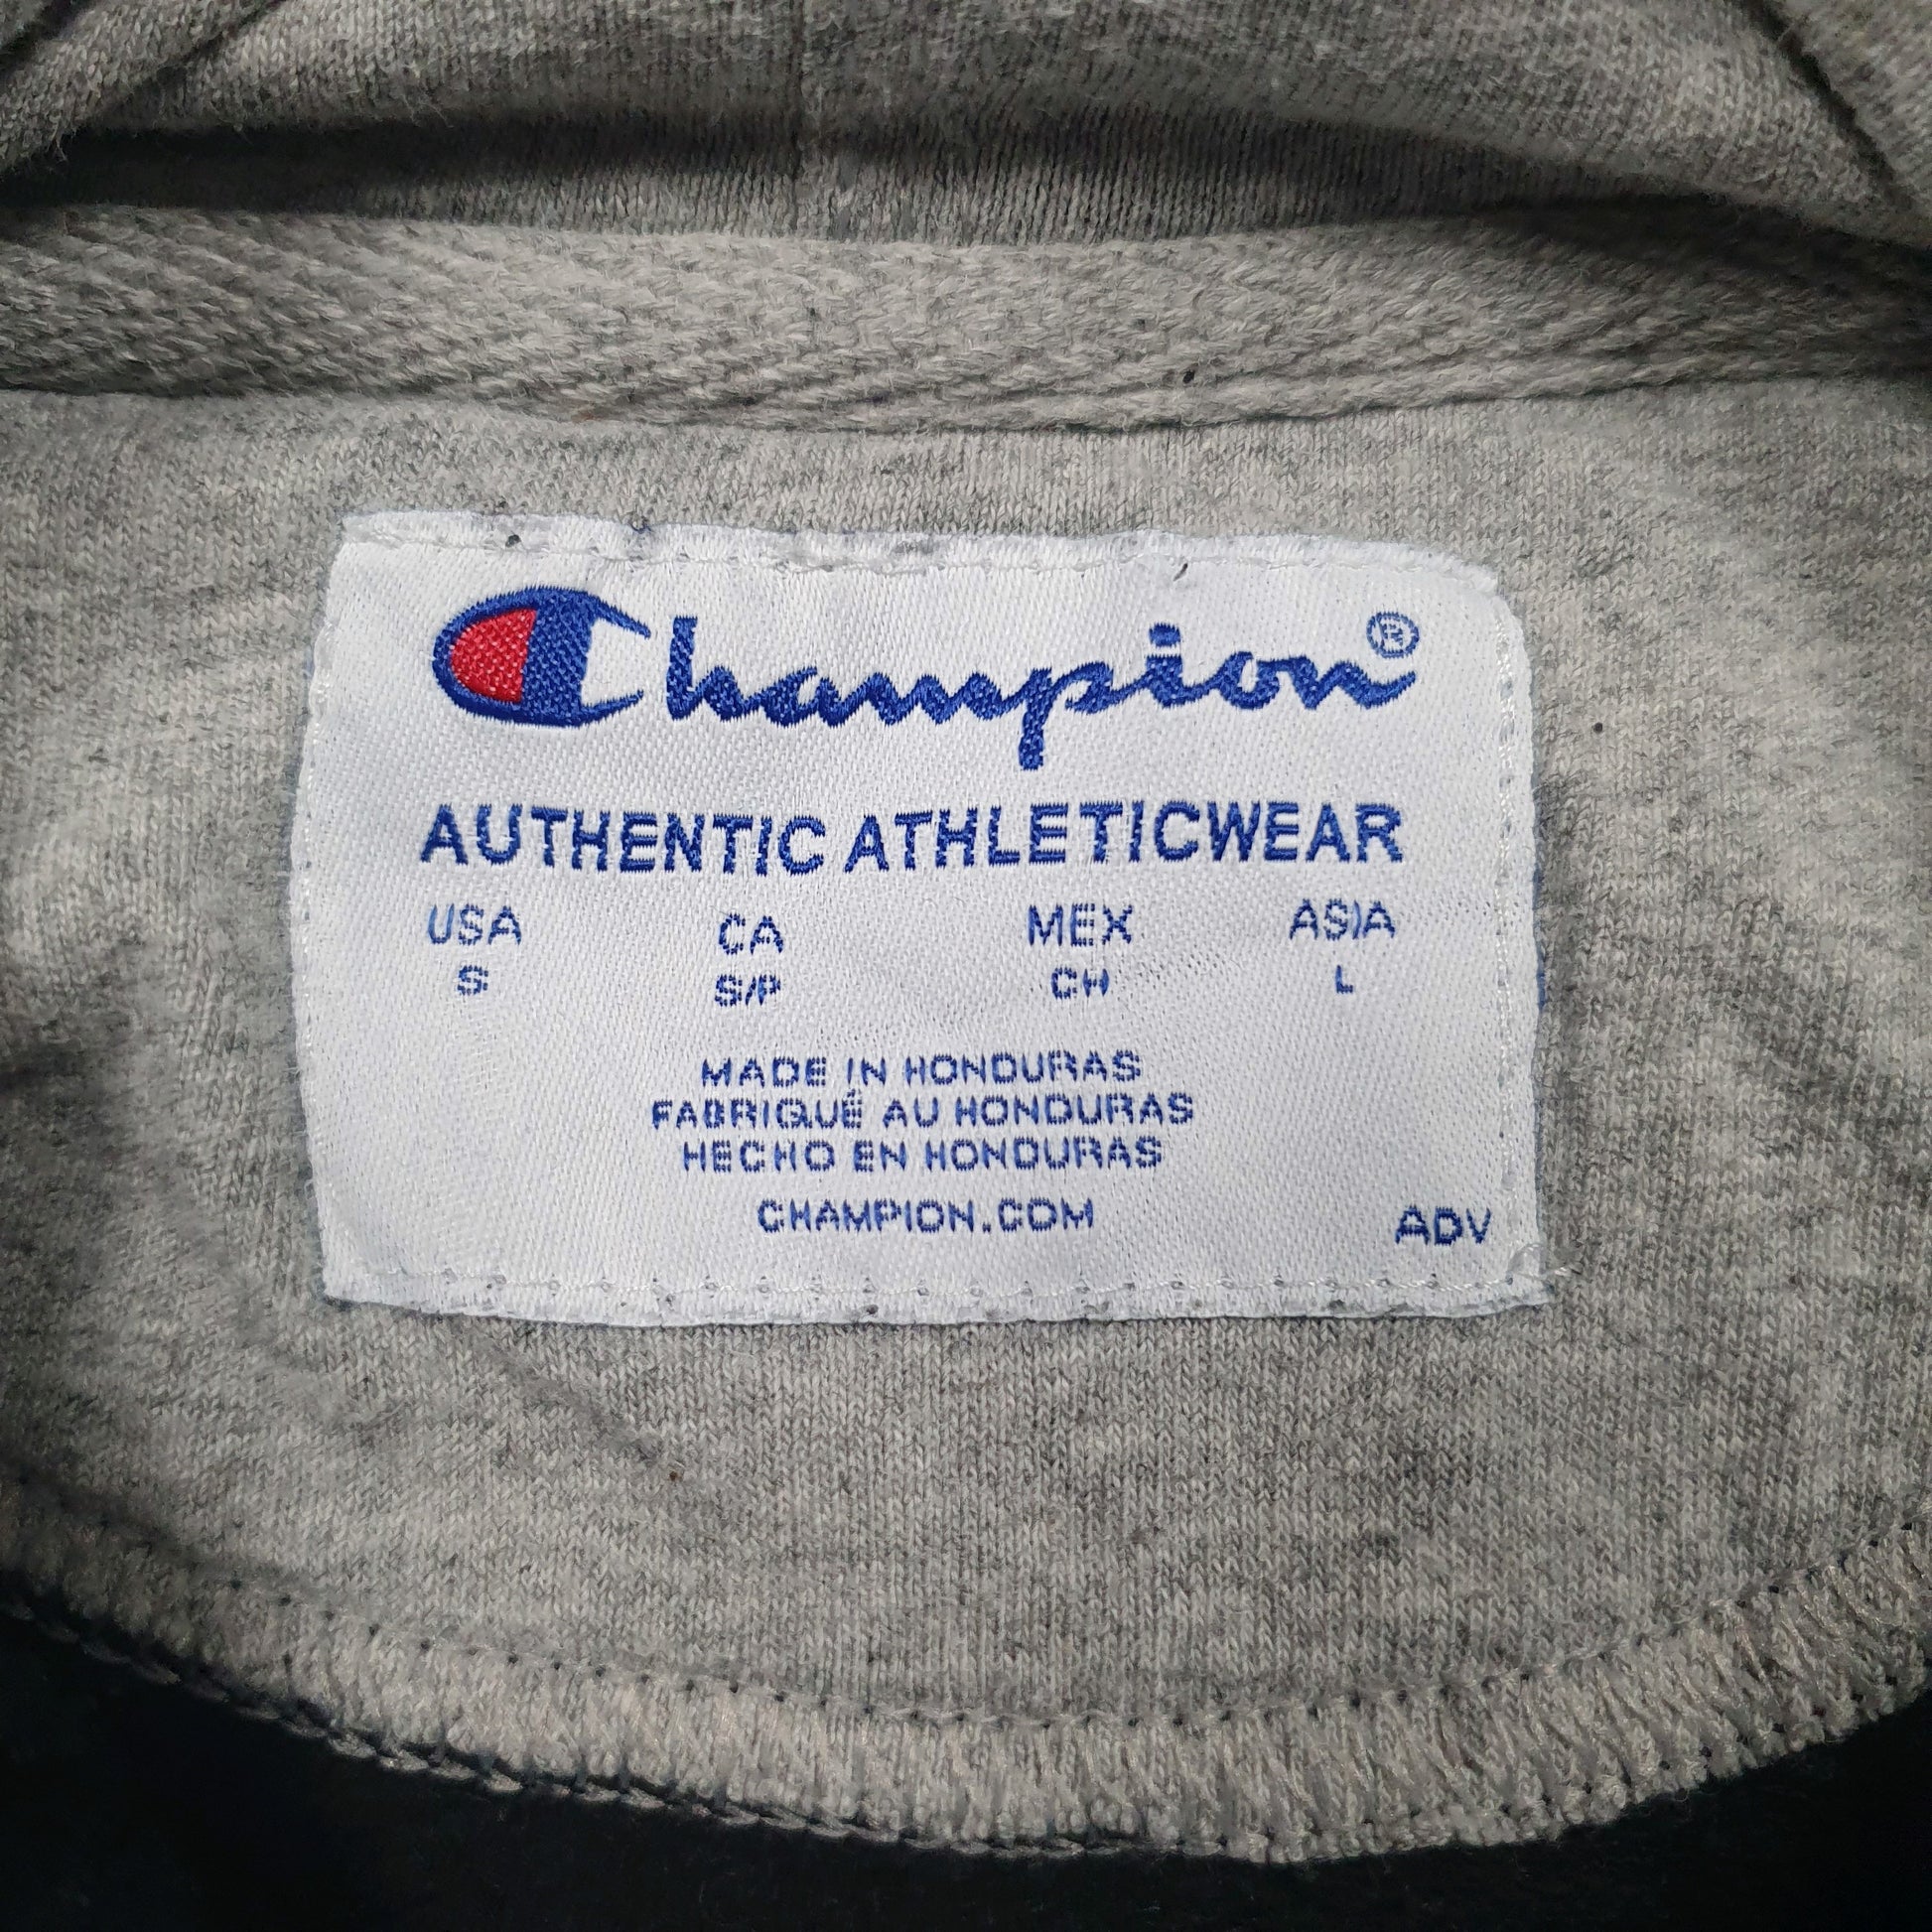 Champion®
AUTHENTIC ATHLETICWEAR
USA CA MEX ASIA
S S/P CH L
MADE IN HONDURAS
FABRIQUÉ AU HONDURAS
HECHO EN HONDURAS
CHAMPION.COM ADV